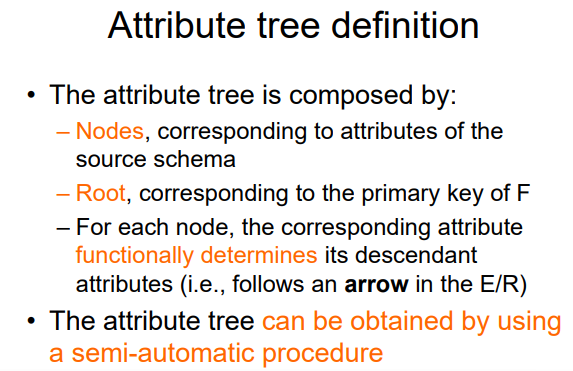 Attribute tree definition
• The attribute tree is composed by:
– Nodes, corresponding to attributes of the
source schema
– Root, corresponding to the primary key of F
– For each node, the corresponding attribute
functionally determines its descendant
attributes (i.e., follows an arrow in the E/R)
• The attribute tree can be obtained by using
a semi-automatic procedure